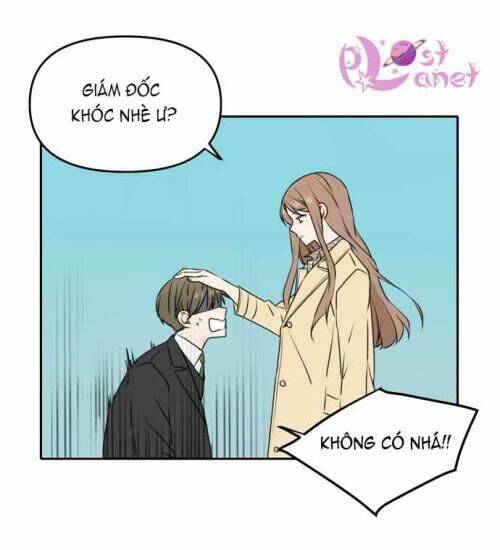 Lost
Planet
GIÁM ĐỐC
KHÓC NHÈ Ư?
KHÔNG CÓ NHÁ!!